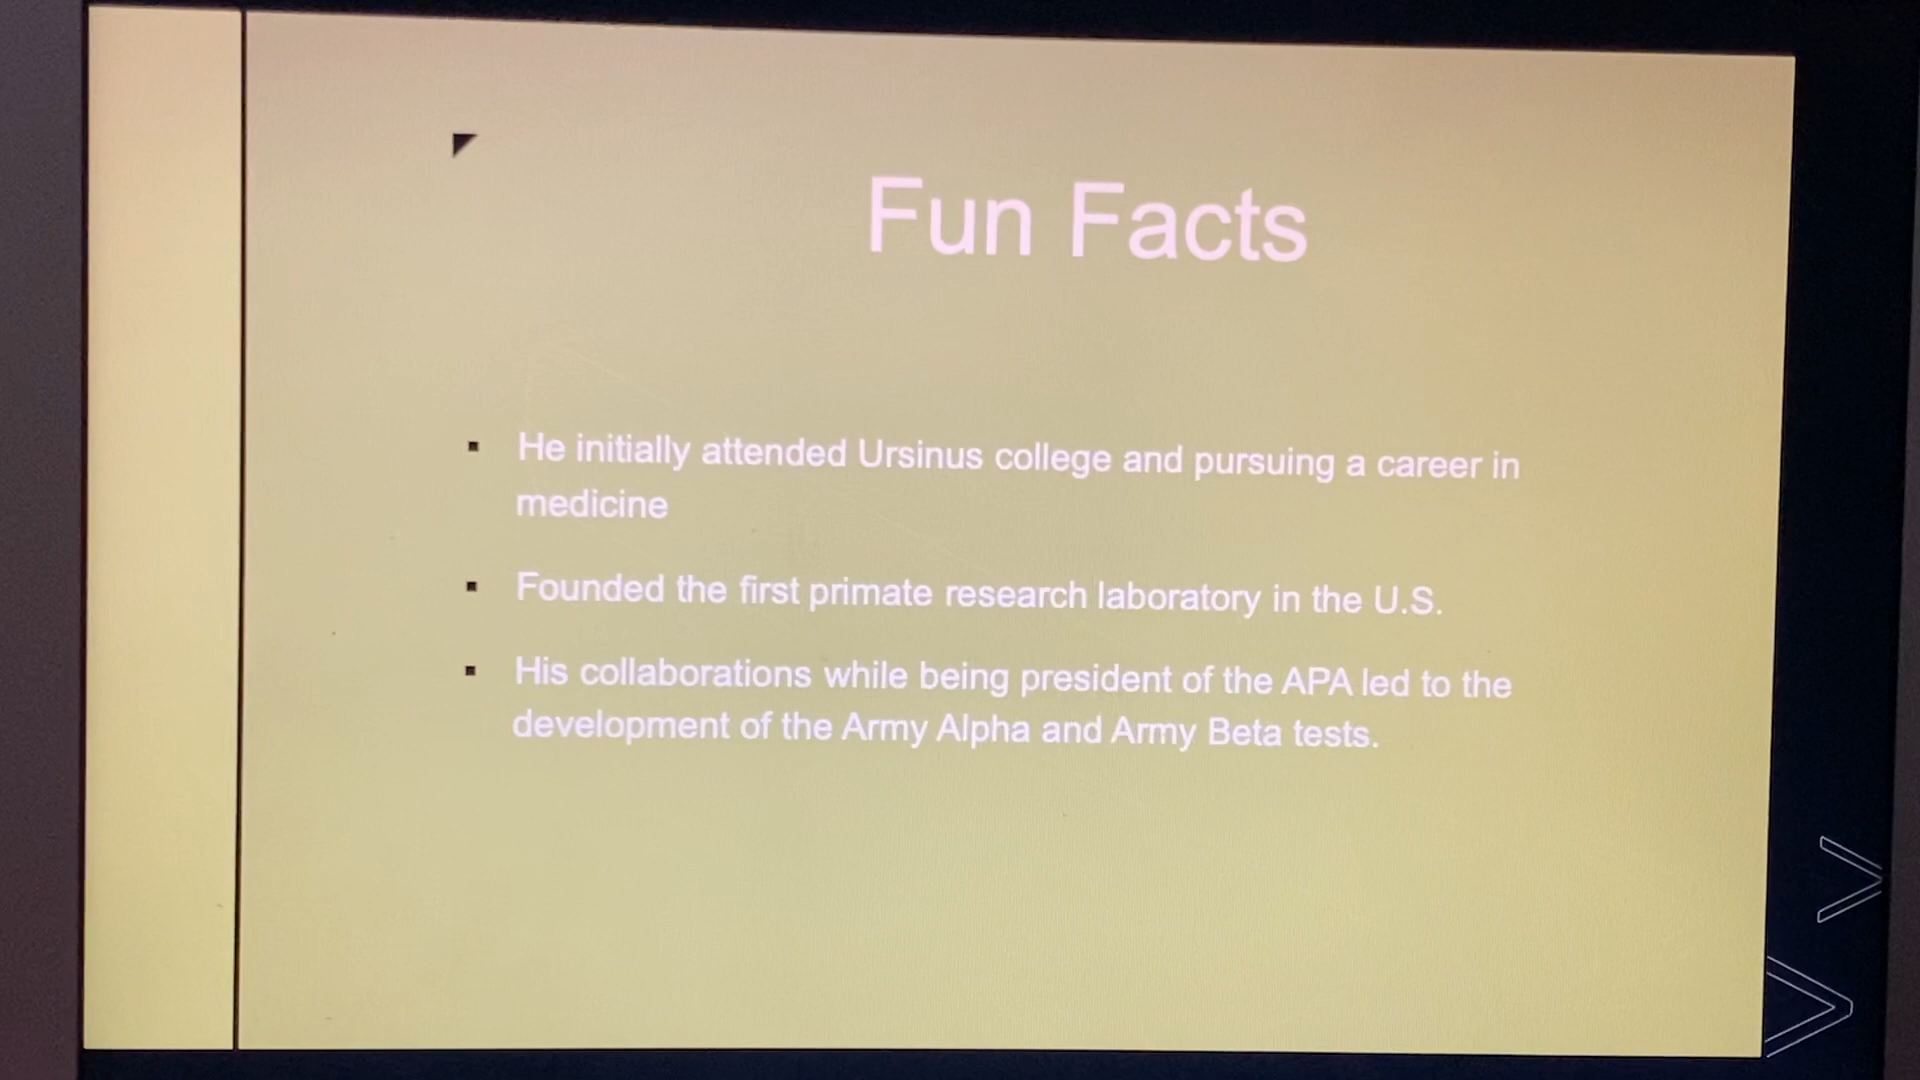 Fun Facts
▪ He initially attended Ursinus college and pursuing a career in
medicine
▪ Founded the first primate research laboratory in the U.S.
▪ His collaborations while being president of the APA led to the
development of the Army Alpha and Army Beta tests.